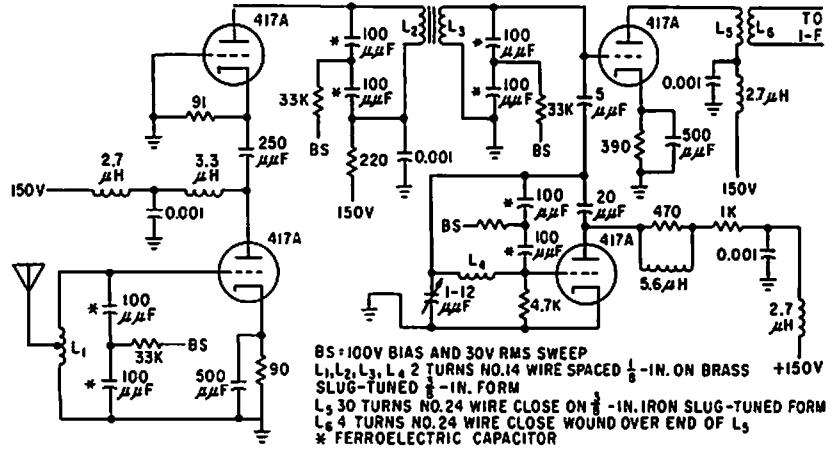 417A
91
250
μμF
2.7
μH
3.3
μH
150V
0.001
417A
100
μμF
33K
BS
L1
100
μμF
500
μμF
90
100
μμF
L2
L3
100
μμF
100
μμF
100
μμF
33K
BS
220
0.001
150V
33K
BS
5
μμF
417A
390
500
μμF
0.001
L5
L6
TO
I-F
2.7μH
150V
100
μμF
20
μμF
417A
BS
100
μμF
L4
1-12
μμF
4.7K
470
1K
5.6μH
0.001
2.7
μH
+150V
BS=100V BIAS AND 30V RMS SWEEP
L1,L2,L3, L4 2 TURNS NO.14 WIRE SPACED 1/8-IN. ON BRASS
SLUG-TUNED 3/8-IN. FORM
L5 30 TURNS NO.24 WIRE CLOSE ON -IN. IRON SLUG-TUNED FORM
L6 4 TURNS NO.24 WIRE CLOSE WOUND OVER END OF L5
* FERROELECTRIC CAPACITOR